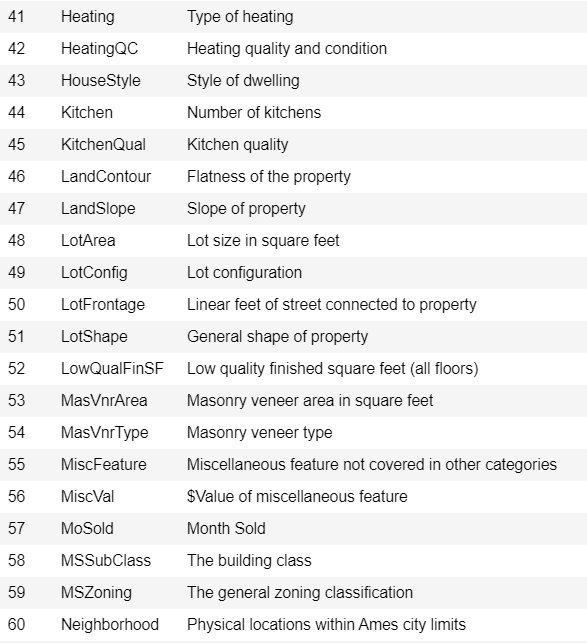 41 Heating Type of heating
42 HeatingQC Heating quality and condition
43 HouseStyle Style of dwelling
44 Kitchen Number of kitchens
45 KitchenQual Kitchen quality
46 LandContour Flatness of the property
47 LandSlope Slope of property
48 LotArea Lot size in square feet
49 LotConfig Lot configuration
50 LotFrontage Linear feet of street connected to property
51 LotShape General shape of property
52 LowQualFinSF Low quality finished square feet (all floors)
53 MasVnrArea Masonry veneer area in square feet
54 MasVnrType Masonry veneer type
55 MiscFeature Miscellaneous feature not covered in other categories
56 MiscVal $Value of miscellaneous feature
57 MoSold Month Sold
58 MSSubClass The building class
59 MSZoning The general zoning classification
60 Neighborhood Physical locations within Ames city limits